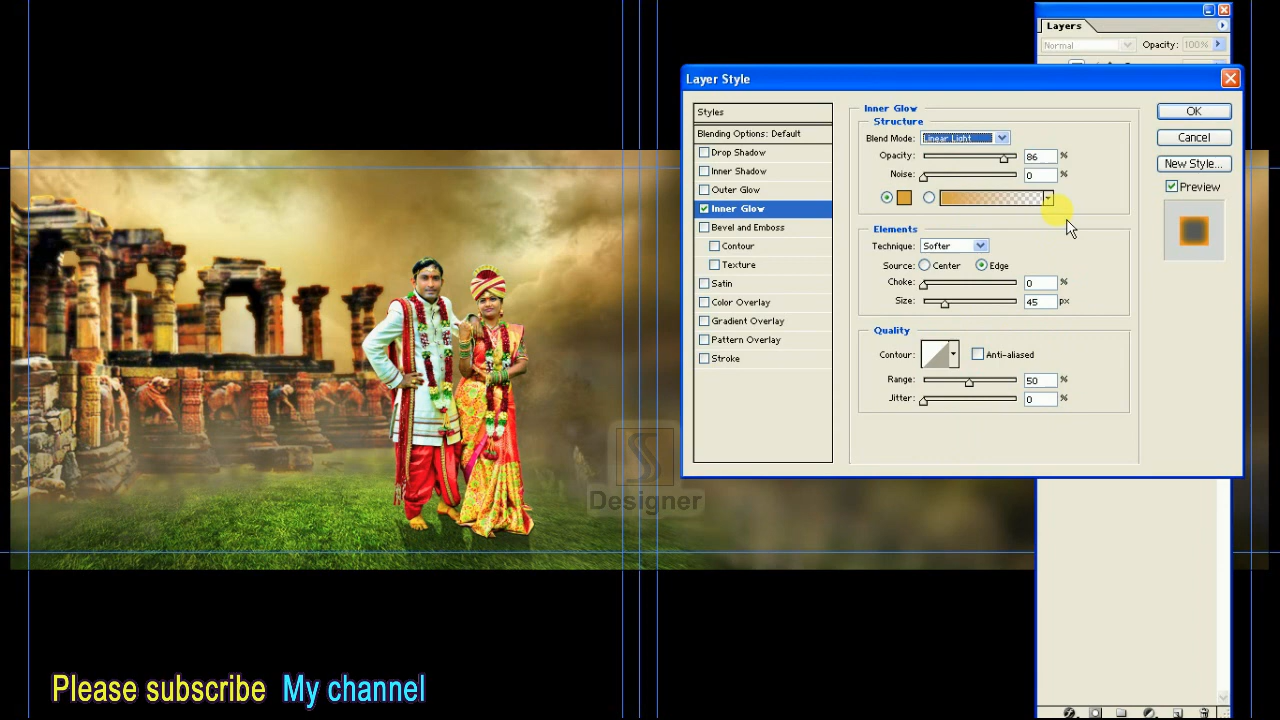 Layers
Normal
Opacity: 100%
Layer Style
Styles
Blending Options: Default
Drop Shadow
Inner Shadow
Outer Glow
Inner Glow
Bevel and Emboss
Contour
Texture
Satin
Color Overlay
Gradient Overlay
Pattern Overlay
Stroke
Inner Glow
Structure
Blend Mode: Linear Light
Opacity: 86 %
Noise: 0 %
Elements
Technique: Softer
Source: Center Edge
Choke: 0 %
Size: 45 px
Quality
Contour: Anti-aliased
Range: 50 %
Jitter: 0 %
OK
Cancel
New Style...
Preview
Designer
Please subscribe My channel